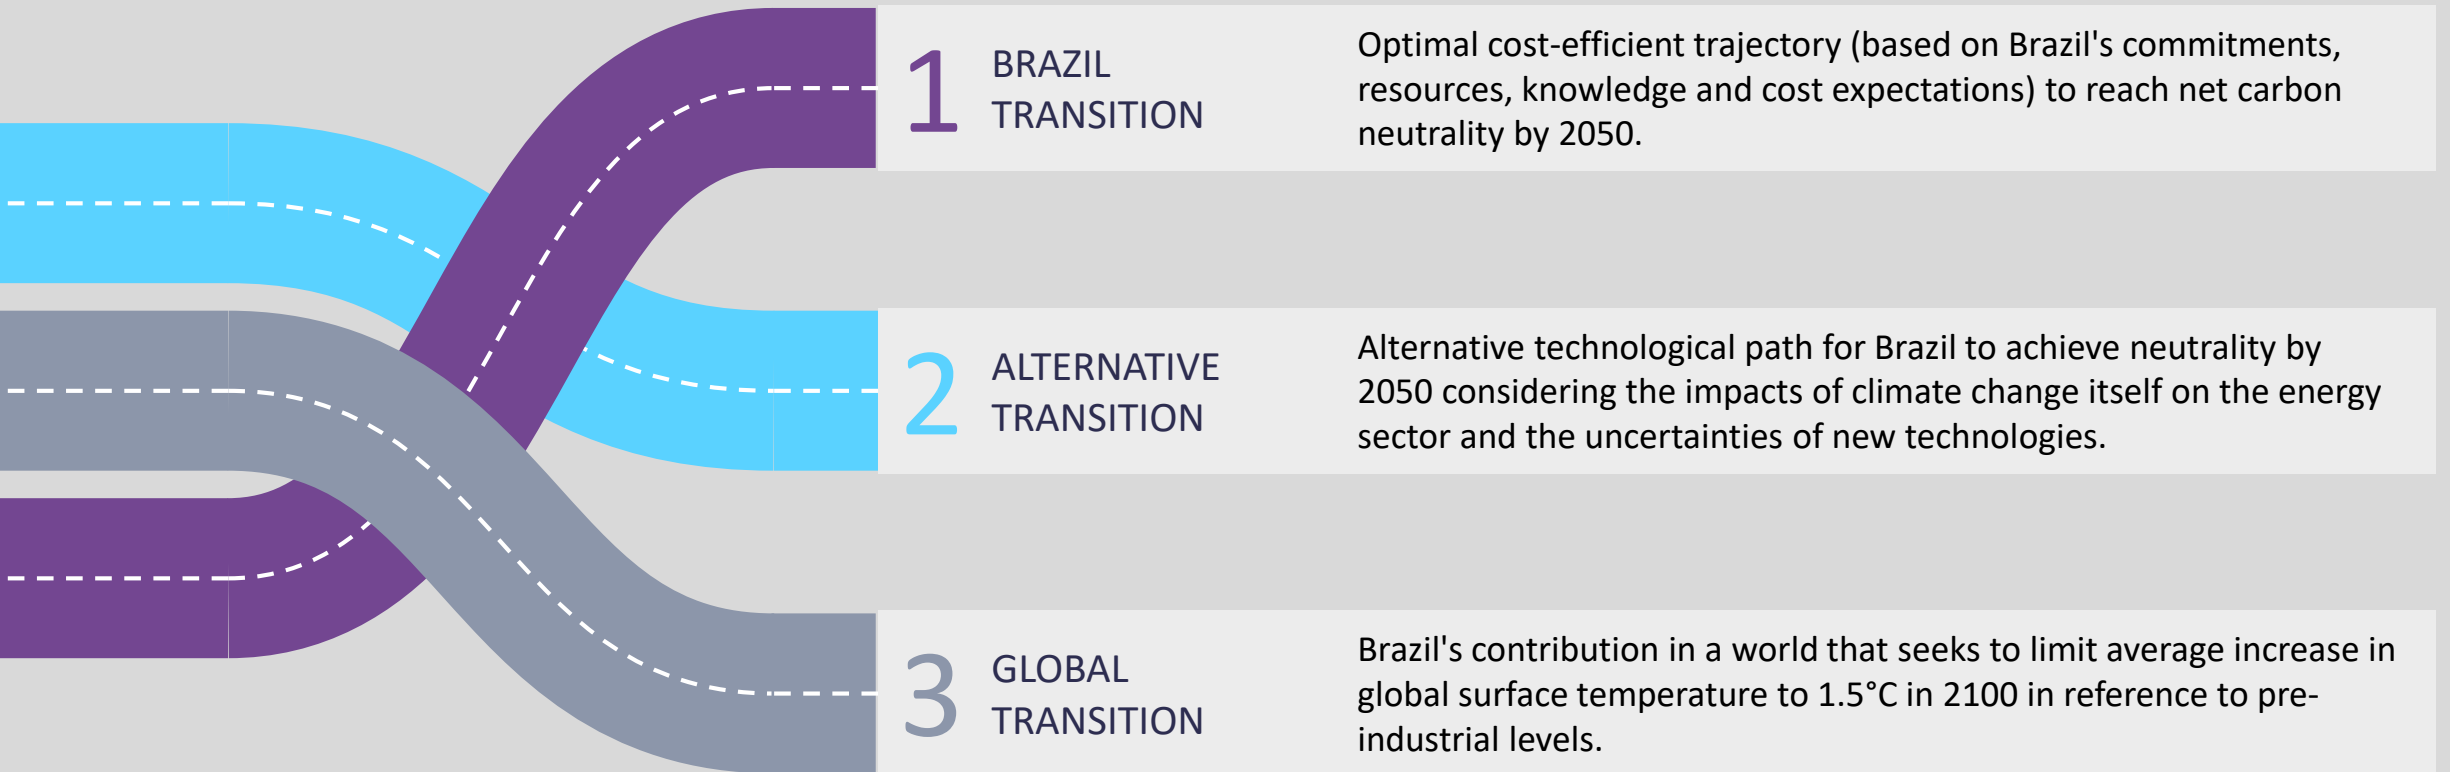 1
BRAZIL
TRANSITION
Optimal cost-efficient trajectory (based on Brazil's commitments,
resources, knowledge and cost expectations) to reach net carbon
neutrality by 2050.
2
ALTERNATIVE
TRANSITION
Alternative technological path for Brazil to achieve neutrality by
2050 considering the impacts of climate change itself on the energy
sector and the uncertainties of new technologies.
3
GLOBAL
TRANSITION
Brazil's contribution in a world that seeks to limit average increase in
global surface temperature to 1.5°C in 2100 in reference to pre-
industrial levels.